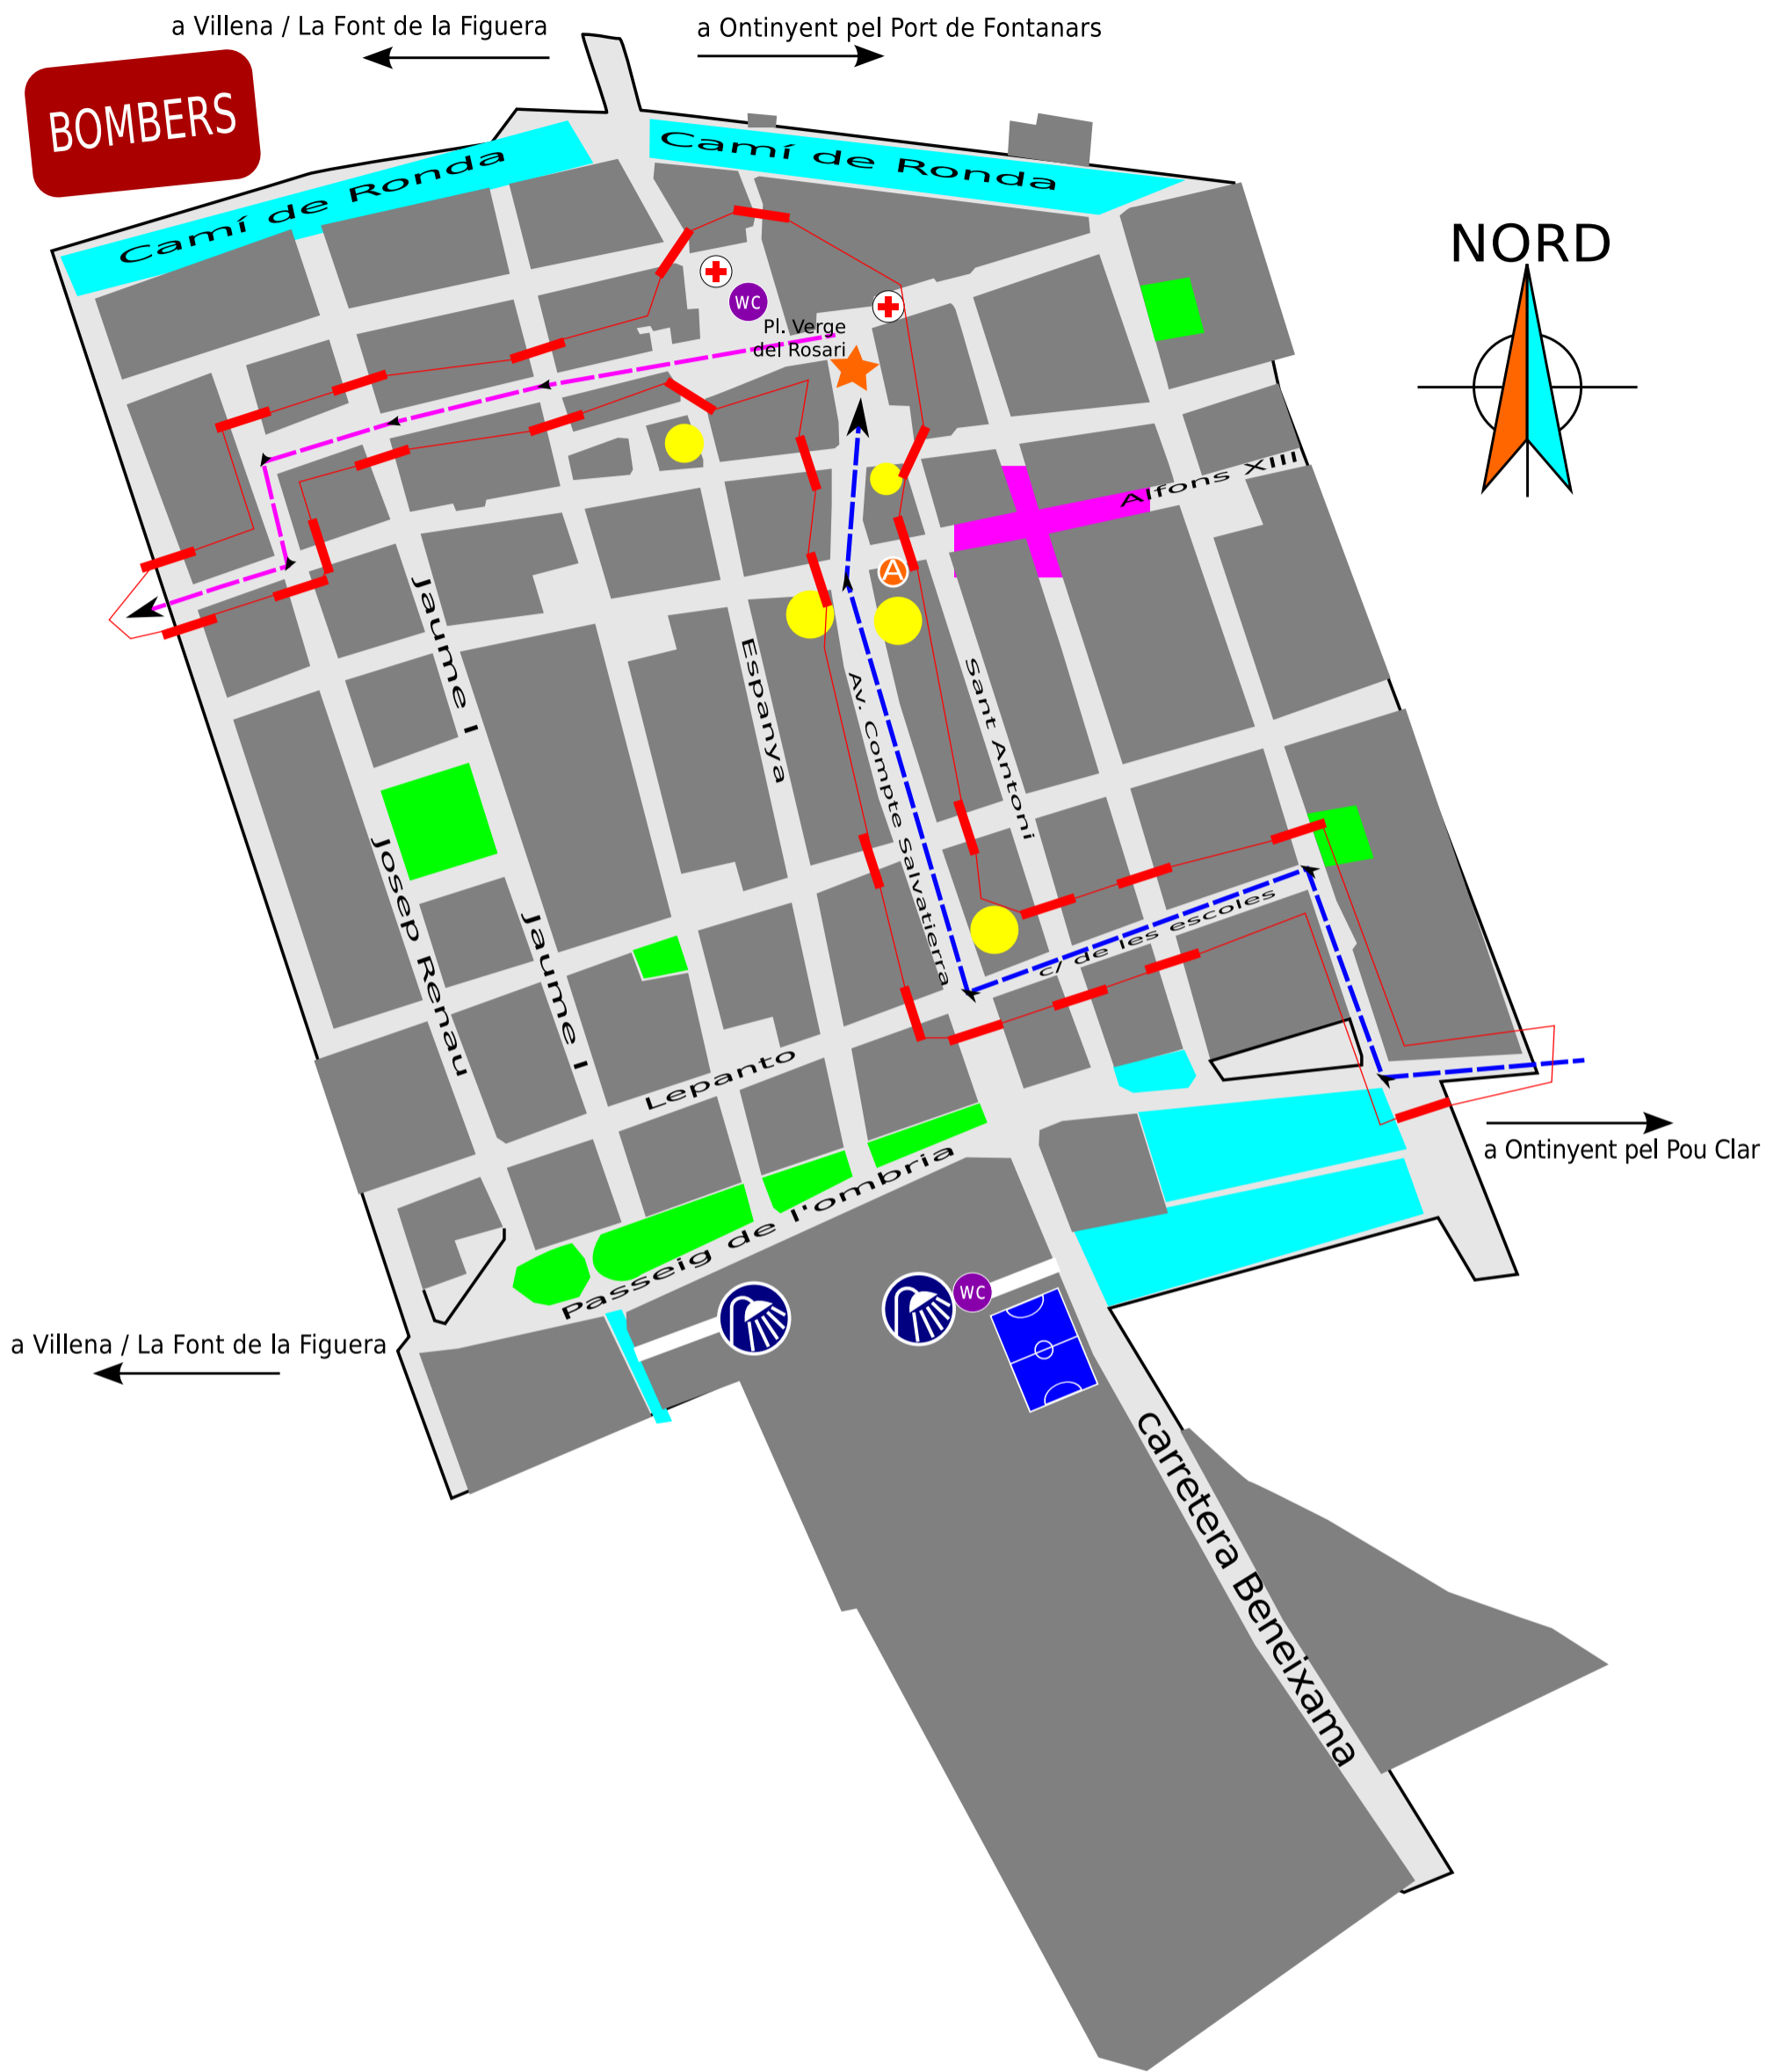 a Villena / La Font de la Figuera
a Ontinyent pel Port de Fontanars
BOMBERS
Camí de Ronda
Camí de Ronda
NORD
WC
Pl. Verge
del Rosari
Alfons XIII
A
Jaume I
Espanya
Av. Compte Salvatierra
Sant Antoni
Josep Renau
Jaume I
c/ de les escoles
Lepanto
a Ontinyent pel Pou Clar
Passeig de l'ombria
WC
a Villena / La Font de la Figuera
carretera Beneixama